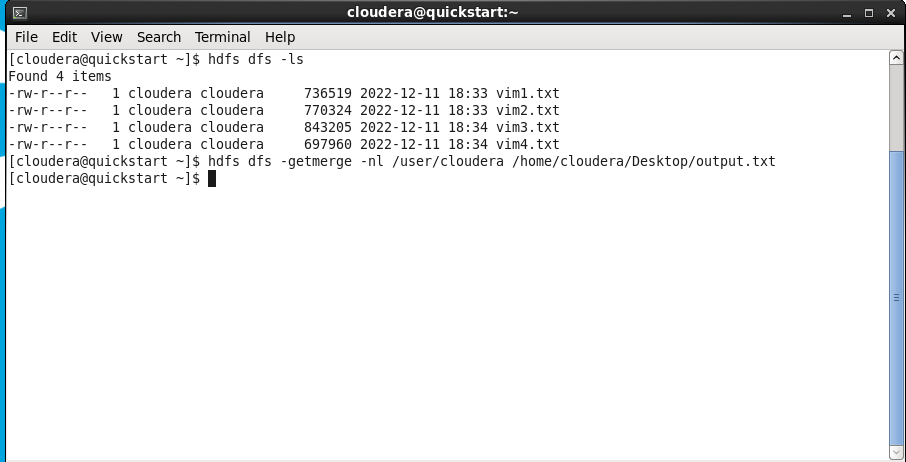 cloudera@quickstart:~
File Edit View Search Terminal Help
[cloudera@quickstart ~]$ hdfs dfs -ls
Found 4 items
-rw-r--r--   1 cloudera cloudera     736519 2022-12-11 18:33 vim1.txt
-rw-r--r--   1 cloudera cloudera     770324 2022-12-11 18:33 vim2.txt
-rw-r--r--   1 cloudera cloudera     843205 2022-12-11 18:34 vim3.txt
-rw-r--r--   1 cloudera cloudera     697960 2022-12-11 18:34 vim4.txt
[cloudera@quickstart ~]$ hdfs dfs -getmerge -nl /user/cloudera /home/cloudera/Desktop/output.txt
[cloudera@quickstart ~]$